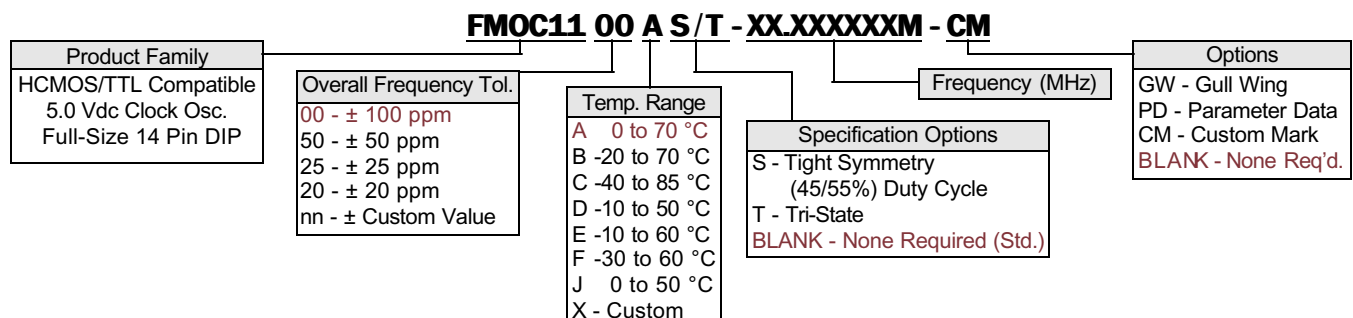 FMOC11 00 A S/T - XX.XXXXXXM - CM
Product Family
HCMOS/TTL Compatible
5.0 Vdc Clock Osc.
Full-Size 14 Pin DIP
Overall Frequency Tol.
00 - ± 100 ppm
50 - ± 50 ppm
25 - ± 25 ppm
20 - ± 20 ppm
nn - ± Custom Value
Temp. Range
A 0 to 70 °C
B -20 to 70 °C
C -40 to 85 °C
D -10 to 50 °C
E -10 to 60 °C
F -30 to 60 °C
J 0 to 50 °C
X - Custom
Specification Options
S - Tight Symmetry
(45/55%) Duty Cycle
T - Tri-State
BLANK - None Required (Std.)
Frequency (MHz)
Options
GW - Gull Wing
PD - Parameter Data
CM - Custom Mark
BLANK - None Req'd.